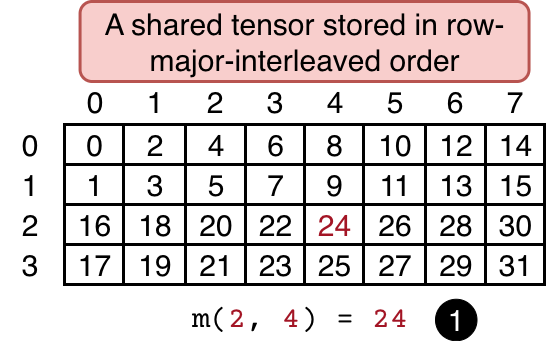 A shared tensor stored in row-
major-interleaved order
0 1 2 3 4 5 6 7
0 0 2 4 6 8 10 12 14
1 1 3 5 7 9 11 13 15
2 16 18 20 22 24 26 28 30
3 17 19 21 23 25 27 29 31
m(2, 4) = 24 1